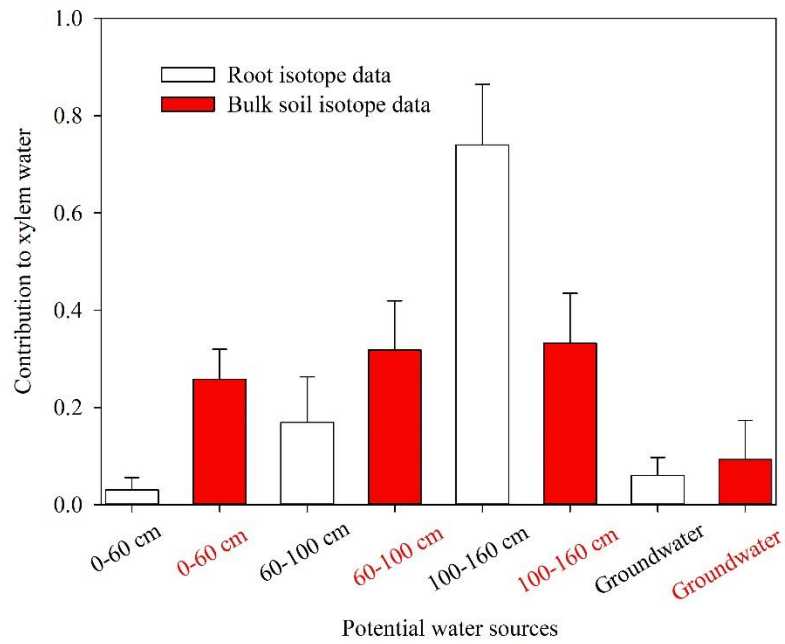 1.0
0.8
0.6
0.4
0.2
0.0
Contribution to xylem water
Root isotope data
Bulk soil isotope data
0-60 cm
0-60 cm
60-100 cm
60-100 cm
100-160 cm
100-160 cm
Groundwater
Groundwater
Potential water sources